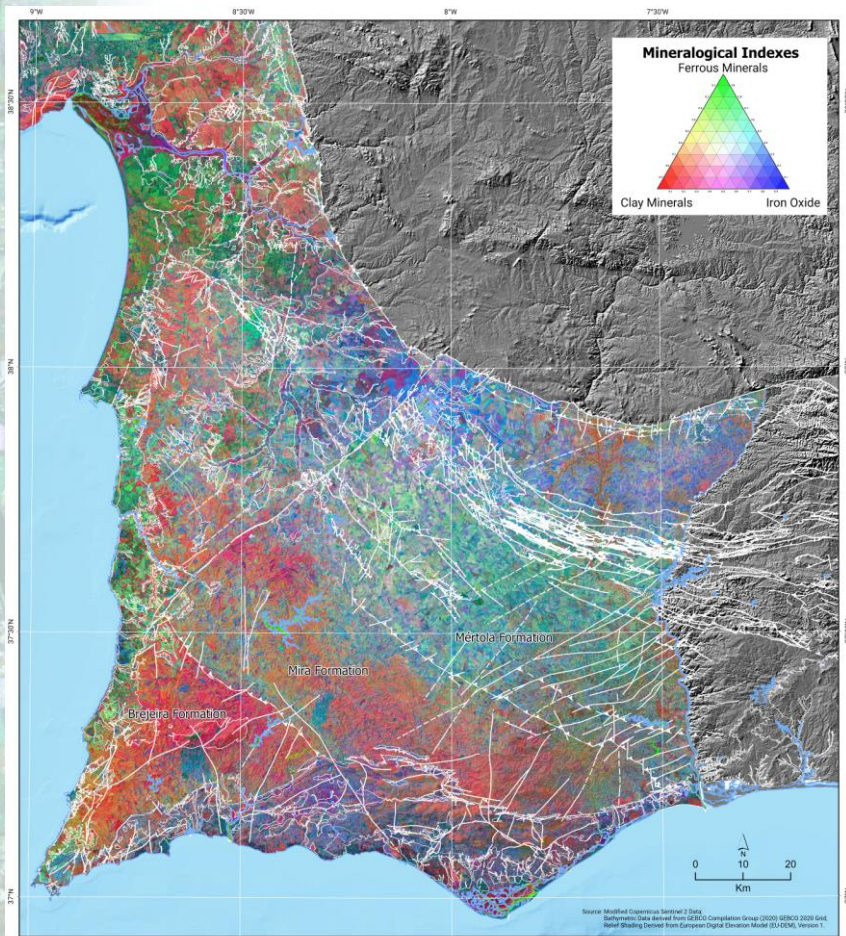 9°W 8°30'W 8°W 7°30'W
Mineralogical Indexes
Ferrous Minerals
Clay Minerals Iron Oxide
38°30'N
38°N
37°30'N
Mértola Formation
Mira Formation
Brejeira Formation
N
0 10 20
Km
37°N
Source: Modified Copernicus Sentinel 2 Data;
Bathymetric Data derived from GEBCO Compilation Group (2020) GEBCO 2020 Grid;
Relief Shading Derived from European Digital Elevation Model (EU-DEM), Version 1.